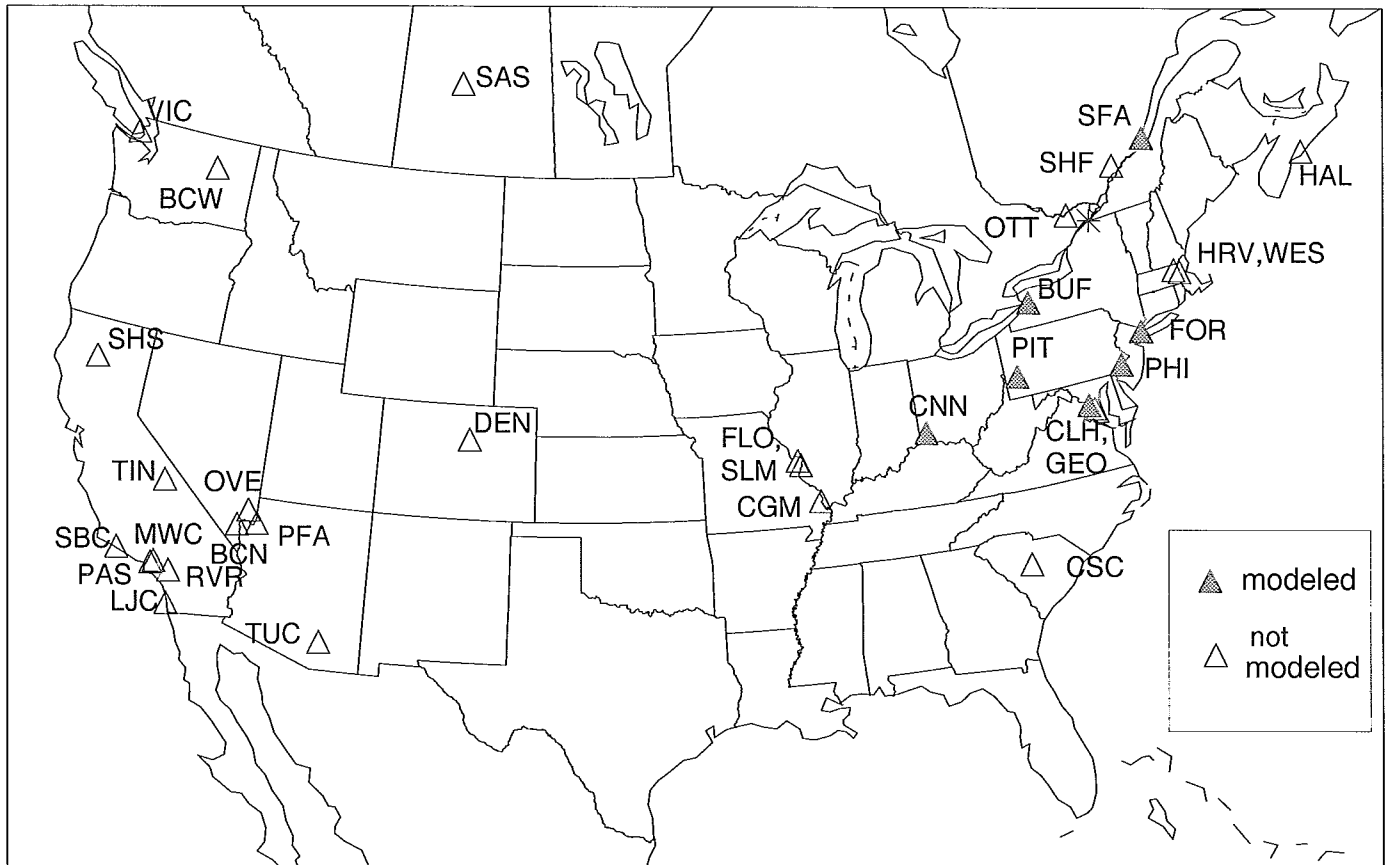 SAS
VIC
SFA
SHF
HAL
BCW
OTT
HRV,WES
BUF
SHS
FOR
PIT
PHI
CNN
DEN
FLO,
SLM
CLH,
GEO
TIN
OVE
CGM
SBC
MWC
BCN
PFA
PAS
RVR
CSC
LJC
TUC
modeled
not
modeled